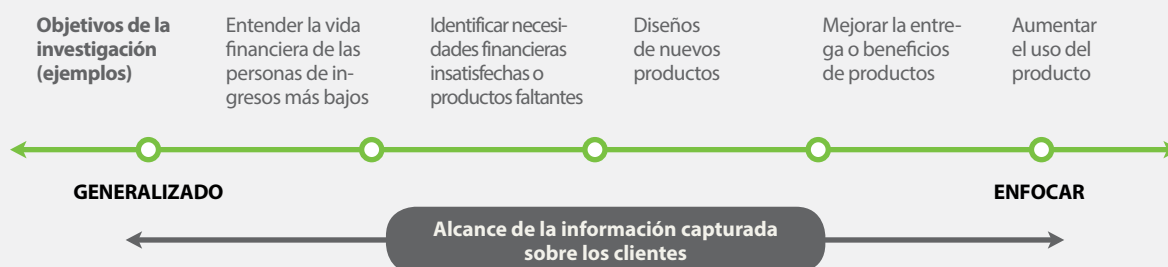 Objetivos de la
investigación
(ejemplos)
Entender la vida
financiera de las
personas de in-
gresos más bajos
Identificar necesi-
dades financieras
insatisfechas o
productos faltantes
Diseños
de nuevos
productos
Mejorar la entre-
ga o beneficios
de productos
Aumentar
el uso del
producto
GENERALIZADO
ENFOCAR
Alcance de la información capturada
sobre los clientes